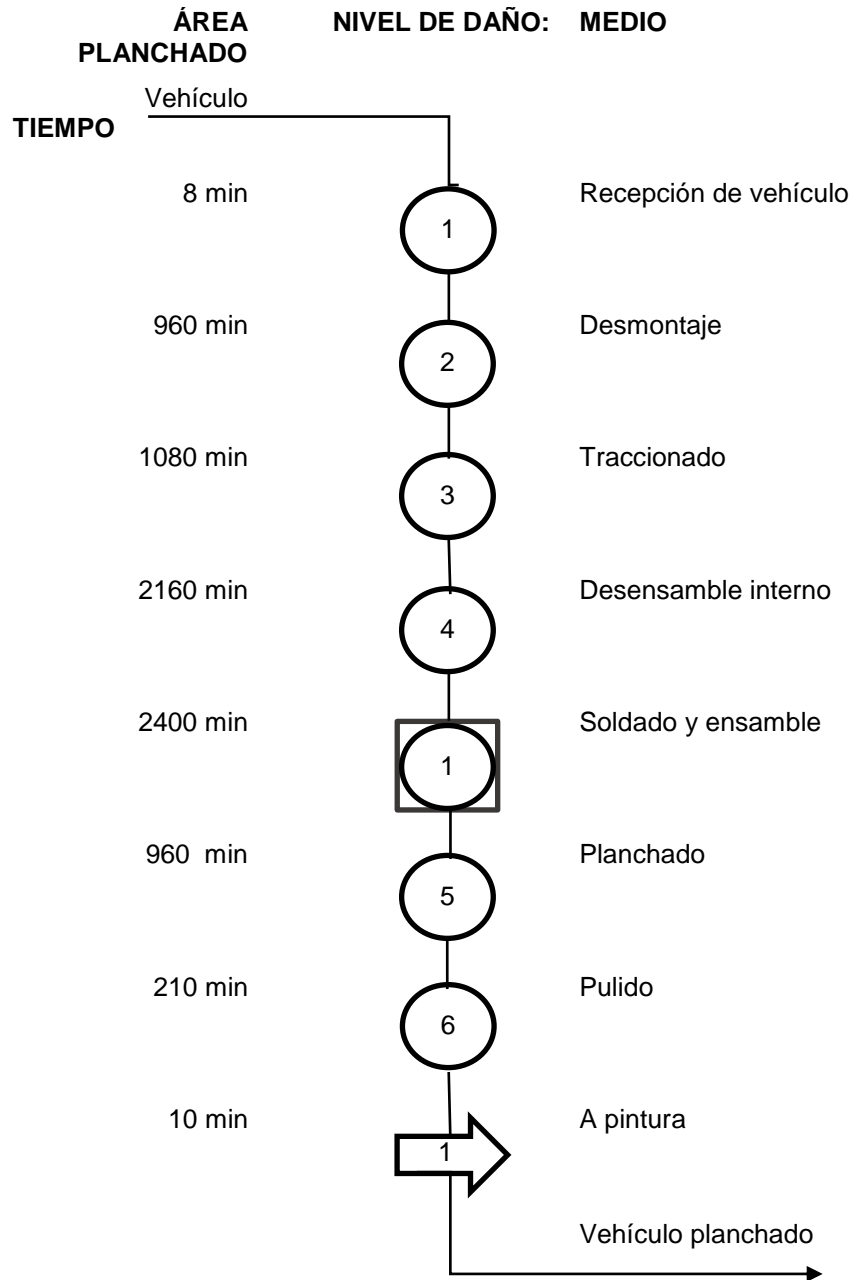 ÁREA NIVEL DE DAÑO: MEDIO
PLANCHADO
Vehículo
TIEMPO
8 min 1 Recepción de vehículo
960 min 2 Desmontaje
1080 min 3 Traccionado
2160 min 4 Desensamble interno
2400 min 1 Soldado y ensamble
960 min 5 Planchado
210 min 6 Pulido
10 min 1 A pintura
Vehículo planchado